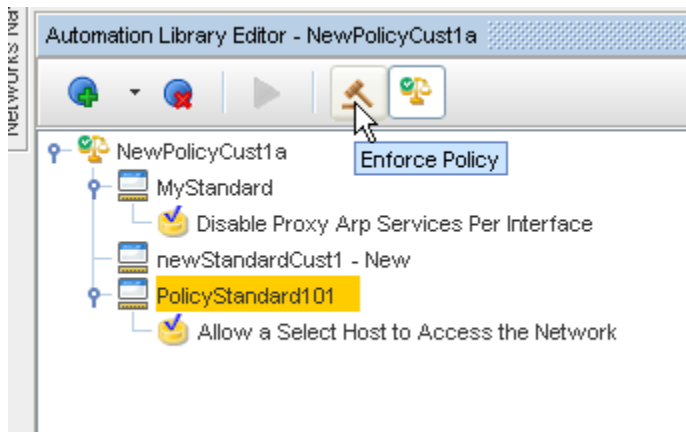 Networks Na
Automation Library Editor - NewPolicyCust1a
Enforce Policy
NewPolicyCust1a
MyStandard
Disable Proxy Arp Services Per Interface
newStandardCust1 - New
PolicyStandard101
Allow a Select Host to Access the Network